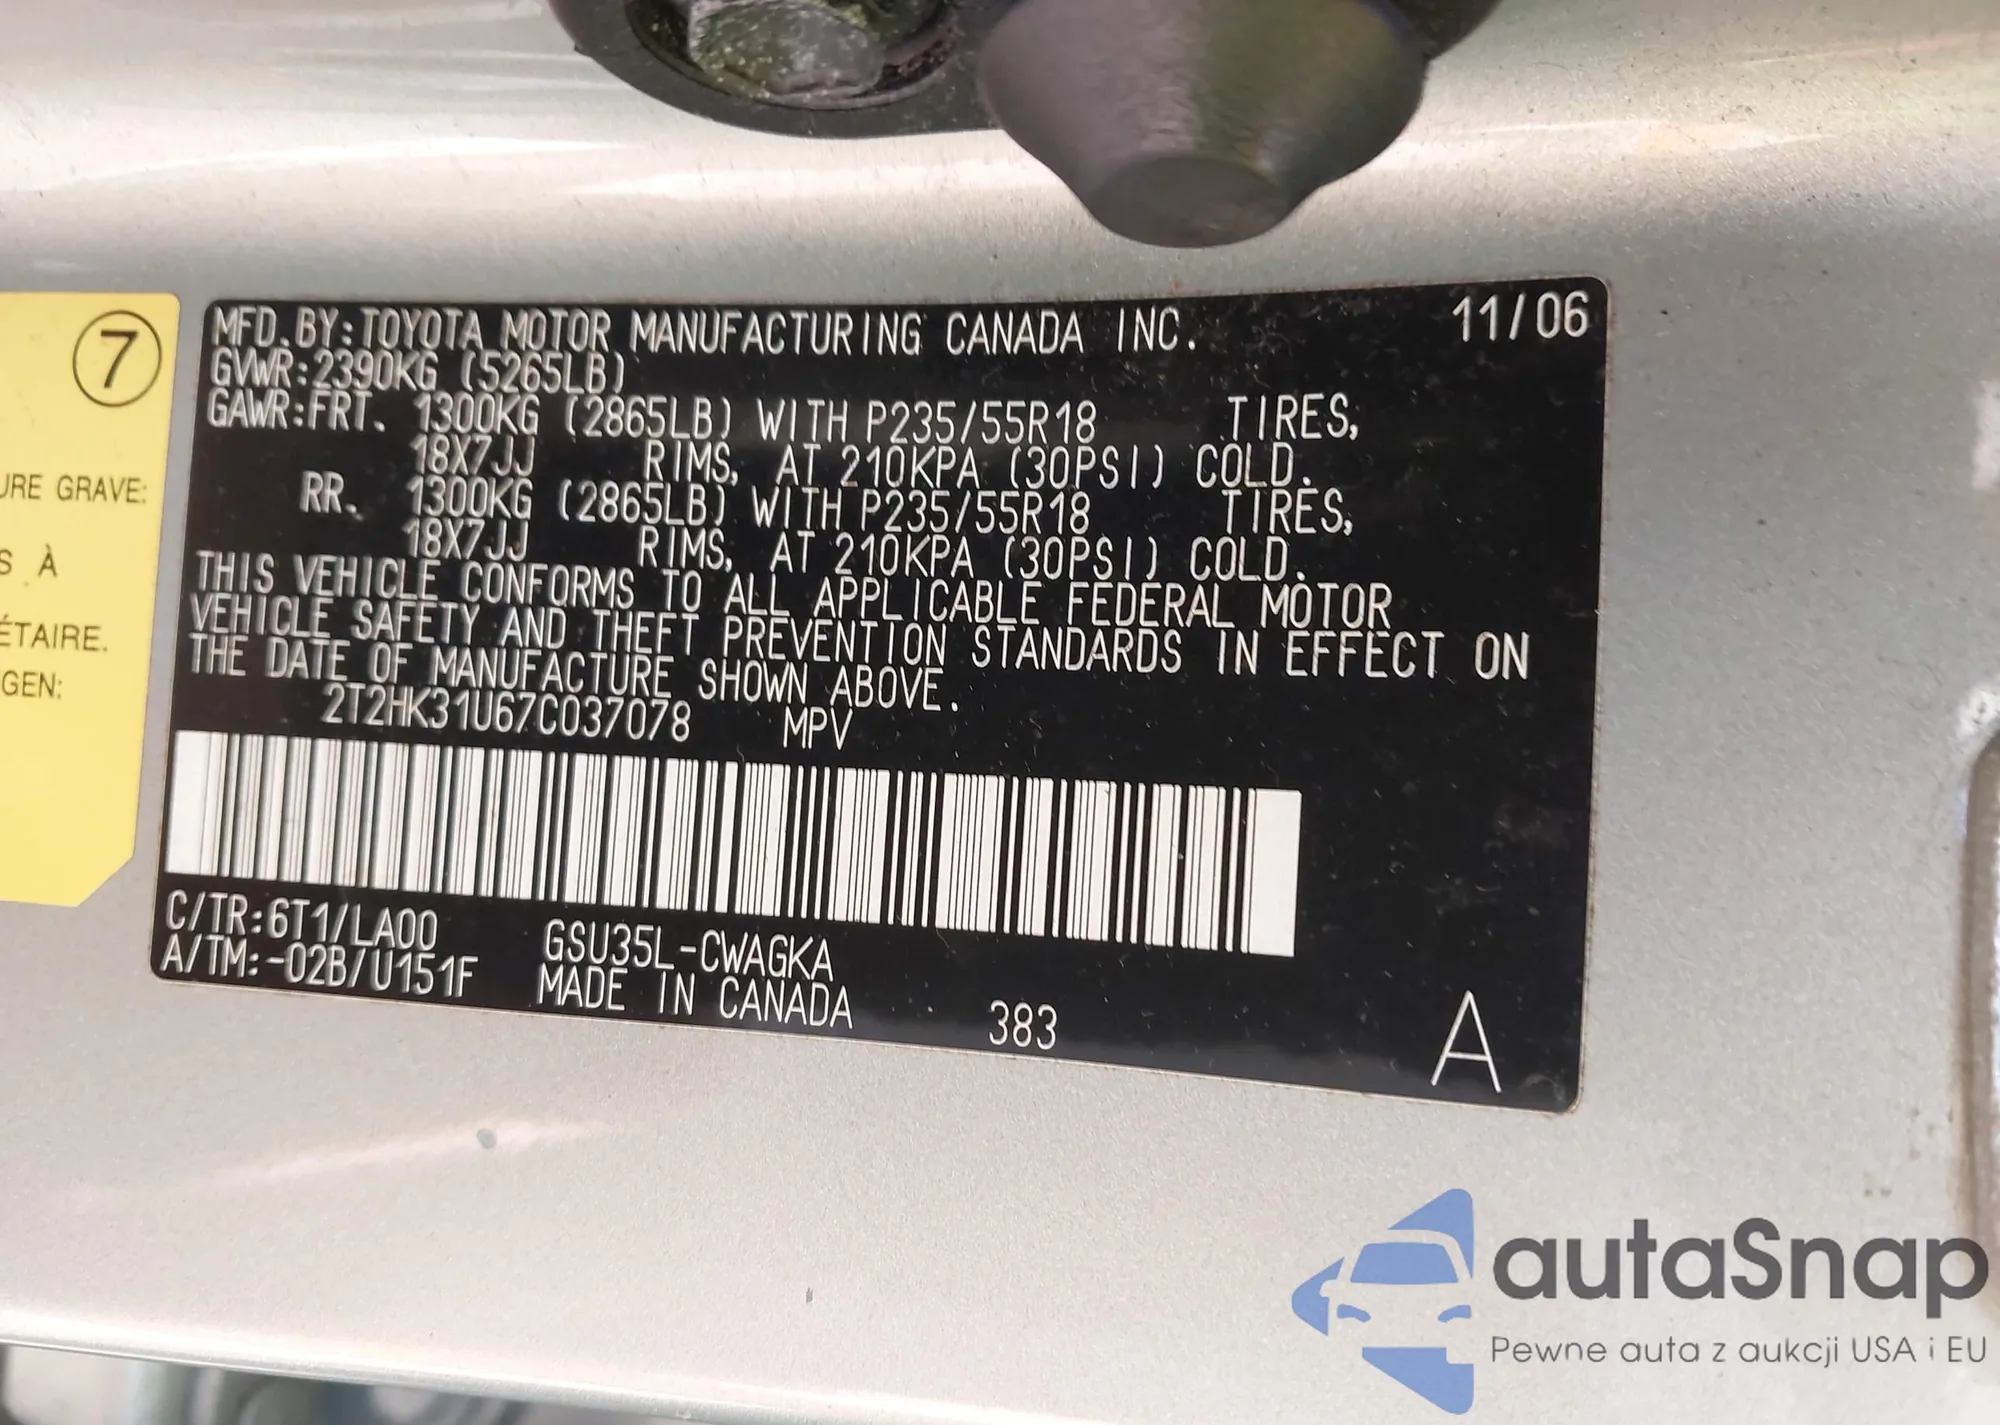 7
URE GRAVE:
S À
ÉTAIRE.
GEN:
MFD.BY:TOYOTA MOTOR MANUFACTURING CANADA INC. 11/06
GVWR:2390KG (5265LB)
GAWR:FRT. 1300KG (2865LB) WITH P235/55R18 TIRES,
18X7JJ RIMS, AT 210KPA (30PSI) COLD.
RR. 1300KG (2865LB) WITH P235/55R18 TIRES,
18X7JJ RIMS, AT 210KPA (30PSI) COLD.
THIS VEHICLE CONFORMS TO ALL APPLICABLE FEDERAL MOTOR
VEHICLE SAFETY AND THEFT PREVENTION STANDARDS IN EFFECT ON
THE DATE OF MANUFACTURE SHOWN ABOVE.
2T2HK31U67C037078 MPV
C/TR:6T1/LA00 GSU35L-CWAGKA
A/TM:-02B/U151F MADE IN CANADA 383 A
autaSnap
Pewne auta z aukcji USA i EU